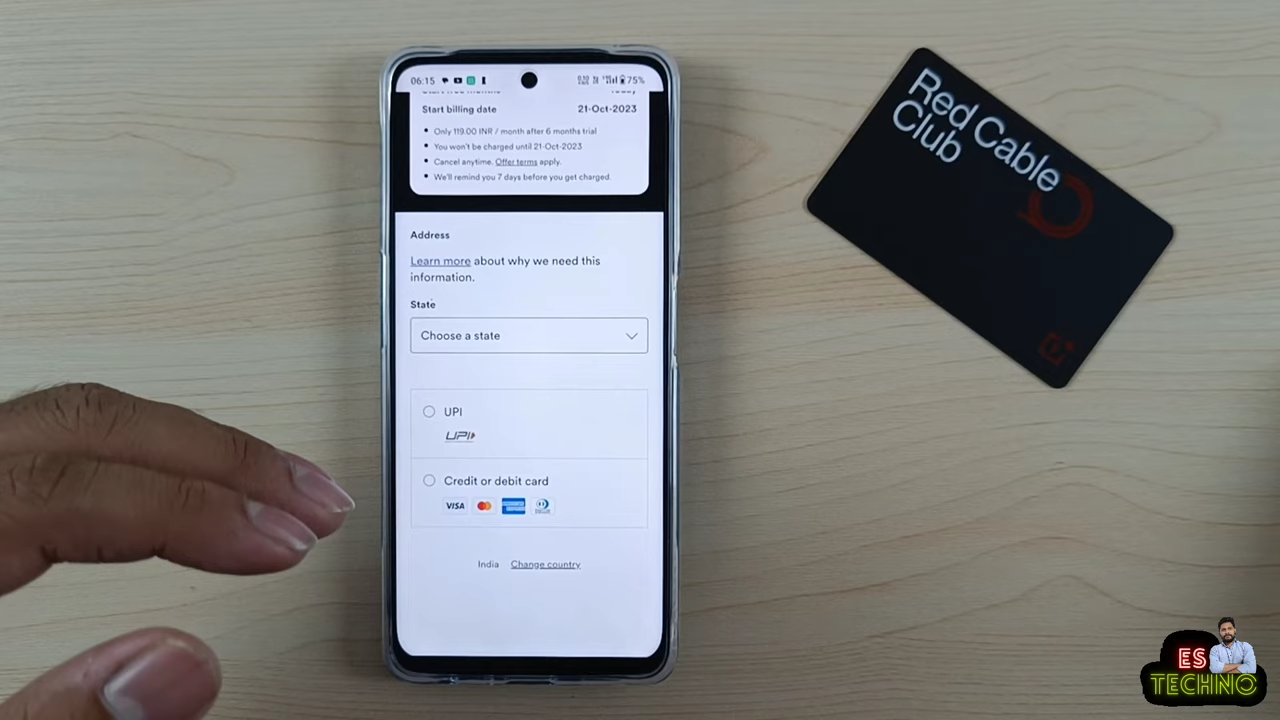 06:15
75%
Today
Start billing date
21-Oct-2023
Only 119.00 INR / month after 6 months trial
You won't be charged until 21-Oct-2023
Cancel anytime. Offer terms apply.
We'll remind you 7 days before you get charged.
Address
Learn more about why we need this
information.
State
Choose a state
UPI
UPI
Credit or debit card
VISA
India
Change country
Red Cable
Club
ES
TECHNO